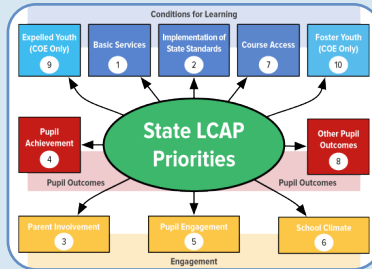 Conditions for Learning
Expelled Youth
(COE Only)
9
Basic Services
1
Implementation of
State Standards
2
Course Access
7
Foster Youth
(COE Only)
10
Pupil
Achievement
4
State LCAP
Priorities
Other Pupil
Outcomes
8
Pupil Outcomes
Pupil Outcomes
Parent Involvement
3
Pupil Engagement
5
School Climate
6
Engagement